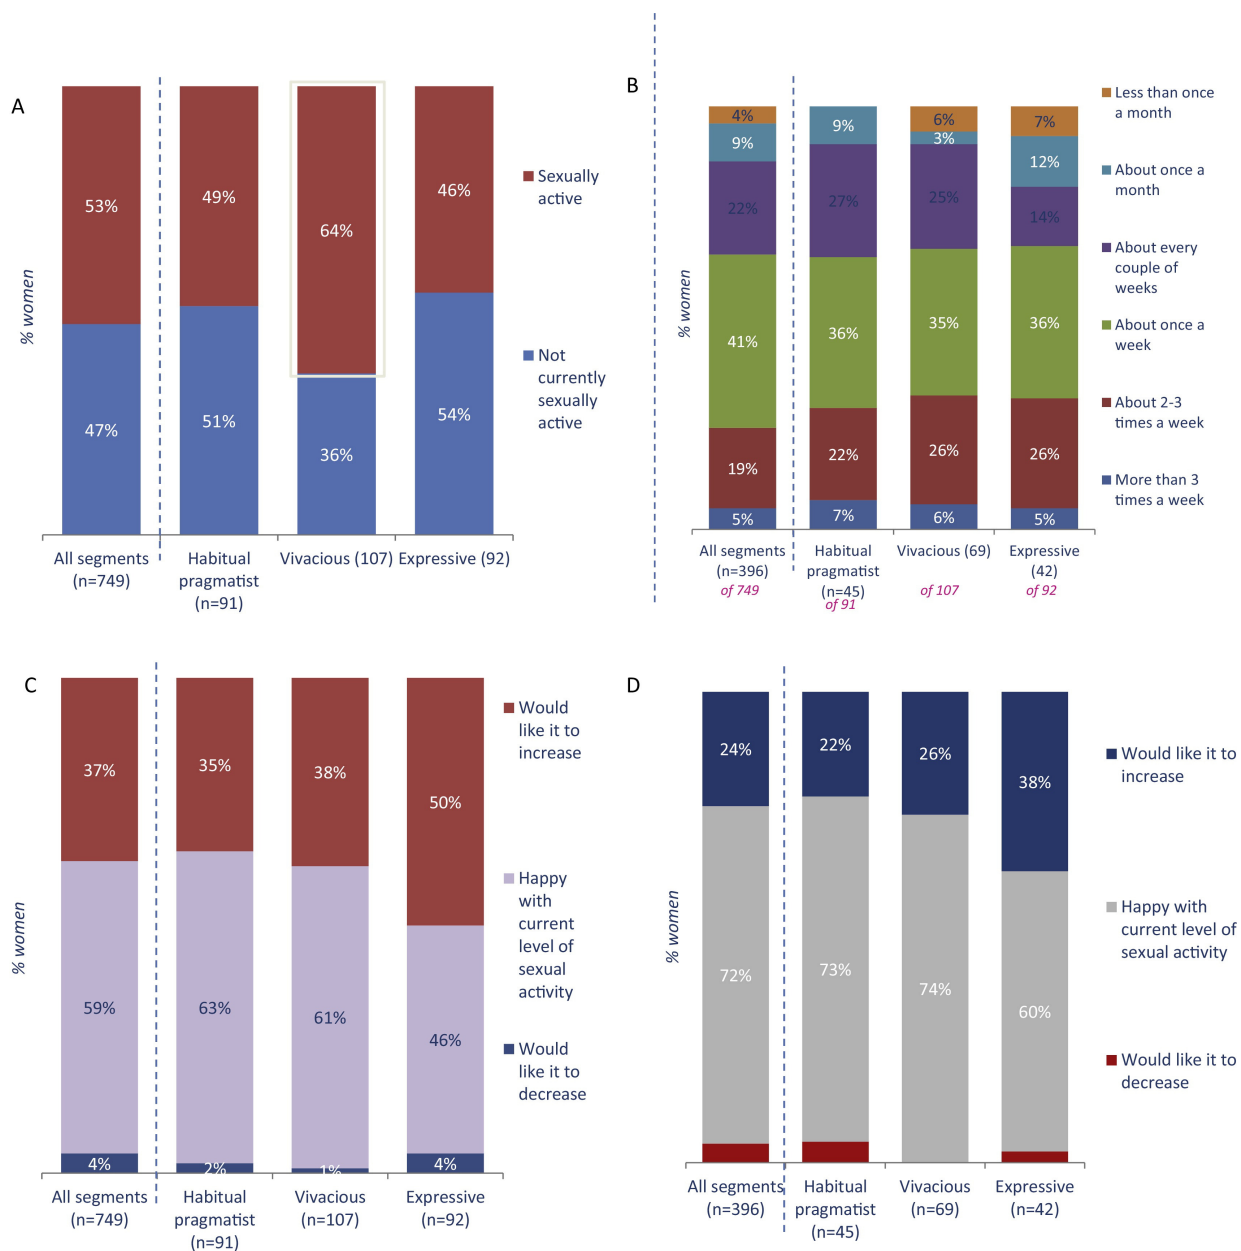 A
% women
53%
47%
49%
51%
64%
36%
46%
54%
Sexually
active
Not
currently
sexually
active
All segments
(n=749)
Habitual
pragmatist
(n=91)
Vivacious (107)
Expressive (92)
B
% women
4%
9%
22%
41%
19%
5%
9%
27%
36%
22%
7%
6%
3%
25%
35%
26%
6%
7%
12%
14%
36%
26%
5%
Less than once
a month
About once a
month
About every
couple of
weeks
About once a
week
About 2-3
times a week
More than 3
times a week
All segments
(n=396)
of 749
Habitual
pragmatist
(n=45)
of 91
Vivacious (69)
of 107
Expressive
(42)
of 92
C
% women
37%
59%
4%
35%
63%
2%
38%
61%
1%
50%
46%
4%
Would
like it to
increase
Happy
with
current
level of
sexual
activity
Would
like it to
decrease
All segments
(n=749)
Habitual
pragmatist
(n=91)
Vivacious
(n=107)
Expressive
(n=92)
D
% women
24%
72%
22%
73%
26%
74%
38%
60%
Would like it to
increase
Happy with
current level of
sexual activity
Would like it to
decrease
All segments
(n=396)
Habitual
pragmatist
(n=45)
Vivacious
(n=69)
Expressive
(n=42)